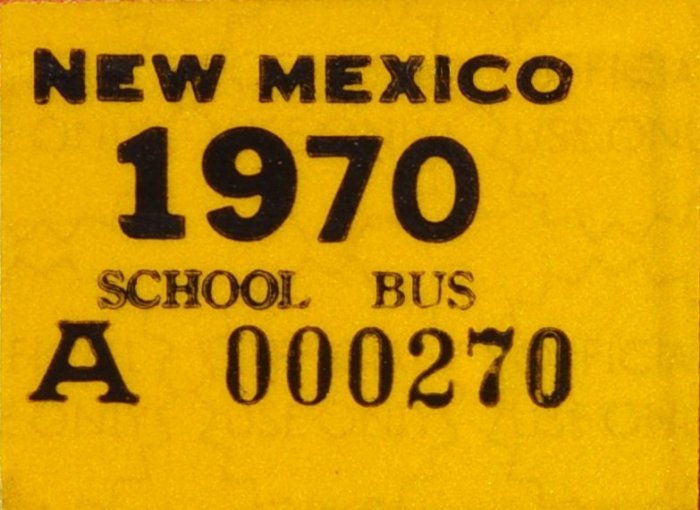 NEW MEXICO
1970
SCHOOL BUS
A 000270